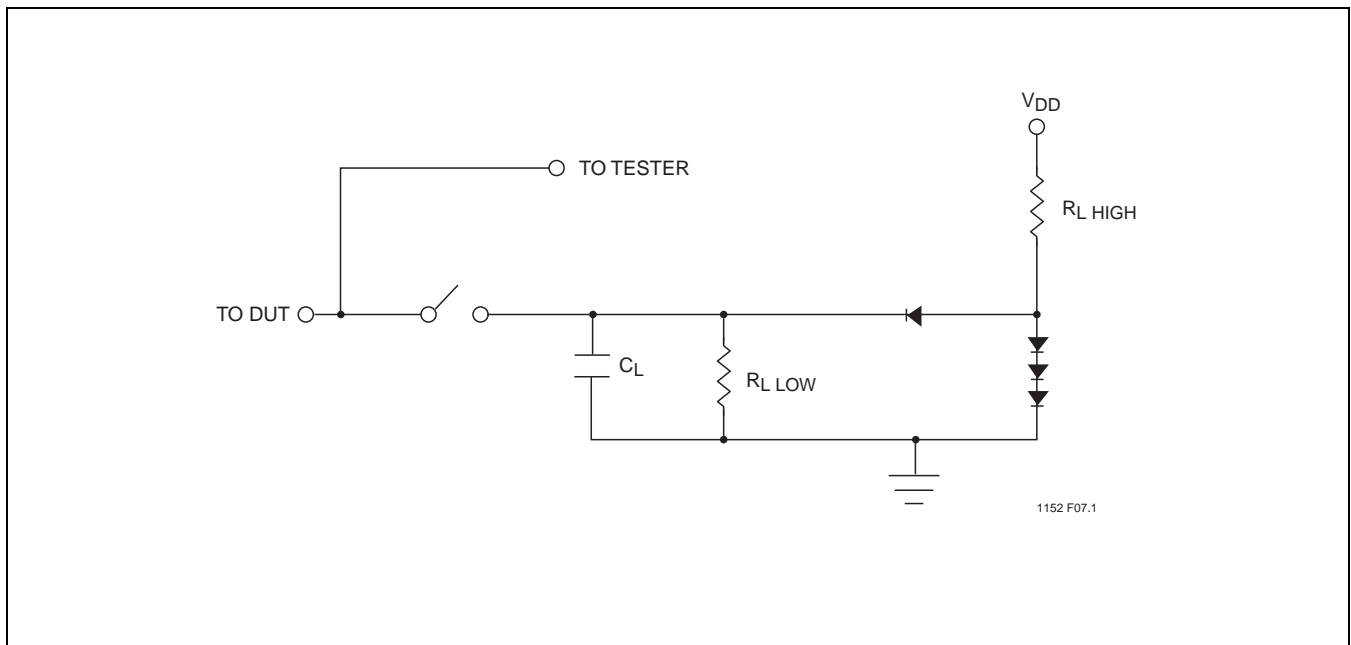 VDD
TO TESTER
RL HIGH
TO DUT
CL
RL LOW
1152 F07.1